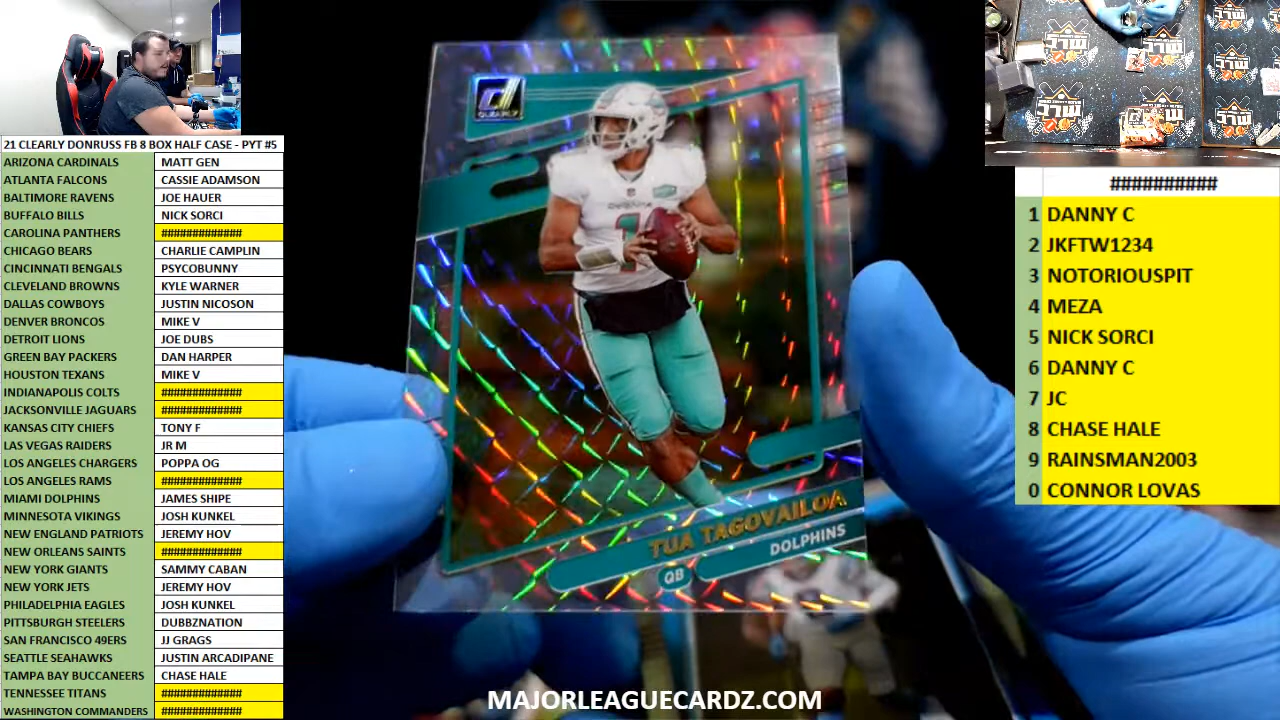 21 CLEARLY DONRUSS FB 8 BOX HALF CASE - PYT #5
ARIZONA CARDINALS MATT GEN
ATLANTA FALCONS CASSIE ADAMSON
BALTIMORE RAVENS JOE HAUER
BUFFALO BILLS NICK SORCI
CAROLINA PANTHERS #############
CHICAGO BEARS CHARLIE CAMPLIN
CINCINNATI BENGALS PSYCOBUNNY
CLEVELAND BROWNS KYLE WARNER
DALLAS COWBOYS JUSTIN NICOSON
DENVER BRONCOS MIKE V
DETROIT LIONS JOE DUBS
GREEN BAY PACKERS DAN HARPER
HOUSTON TEXANS MIKE V
INDIANAPOLIS COLTS #############
JACKSONVILLE JAGUARS #############
KANSAS CITY CHIEFS TONY F
LAS VEGAS RAIDERS JR M
LOS ANGELES CHARGERS POPPA OG
LOS ANGELES RAMS #############
MIAMI DOLPHINS JAMES SHIPE
MINNESOTA VIKINGS JOSH KUNKEL
NEW ENGLAND PATRIOTS JEREMY HOV
NEW ORLEANS SAINTS #############
NEW YORK GIANTS SAMMY CABAN
NEW YORK JETS JEREMY HOV
PHILADELPHIA EAGLES JOSH KUNKEL
PITTSBURGH STEELERS DUBBZNATION
SAN FRANCISCO 49ERS JJ GRAGS
SEATTLE SEAHAWKS JUSTIN ARCADIPANE
TAMPA BAY BUCCANEERS CHASE HALE
TENNESSEE TITANS #############
WASHINGTON COMMANDERS #############
d
CLEARLY
1
TUA TAGOVAILOA
DOLPHINS
QB
MAJORLEAGUECARDZ.COM
##########
1 DANNY C
2 JKFTW1234
3 NOTORIOUSPIT
4 MEZA
5 NICK SORCI
6 DANNY C
7 JC
8 CHASE HALE
9 RAINSMAN2003
0 CONNOR LOVAS